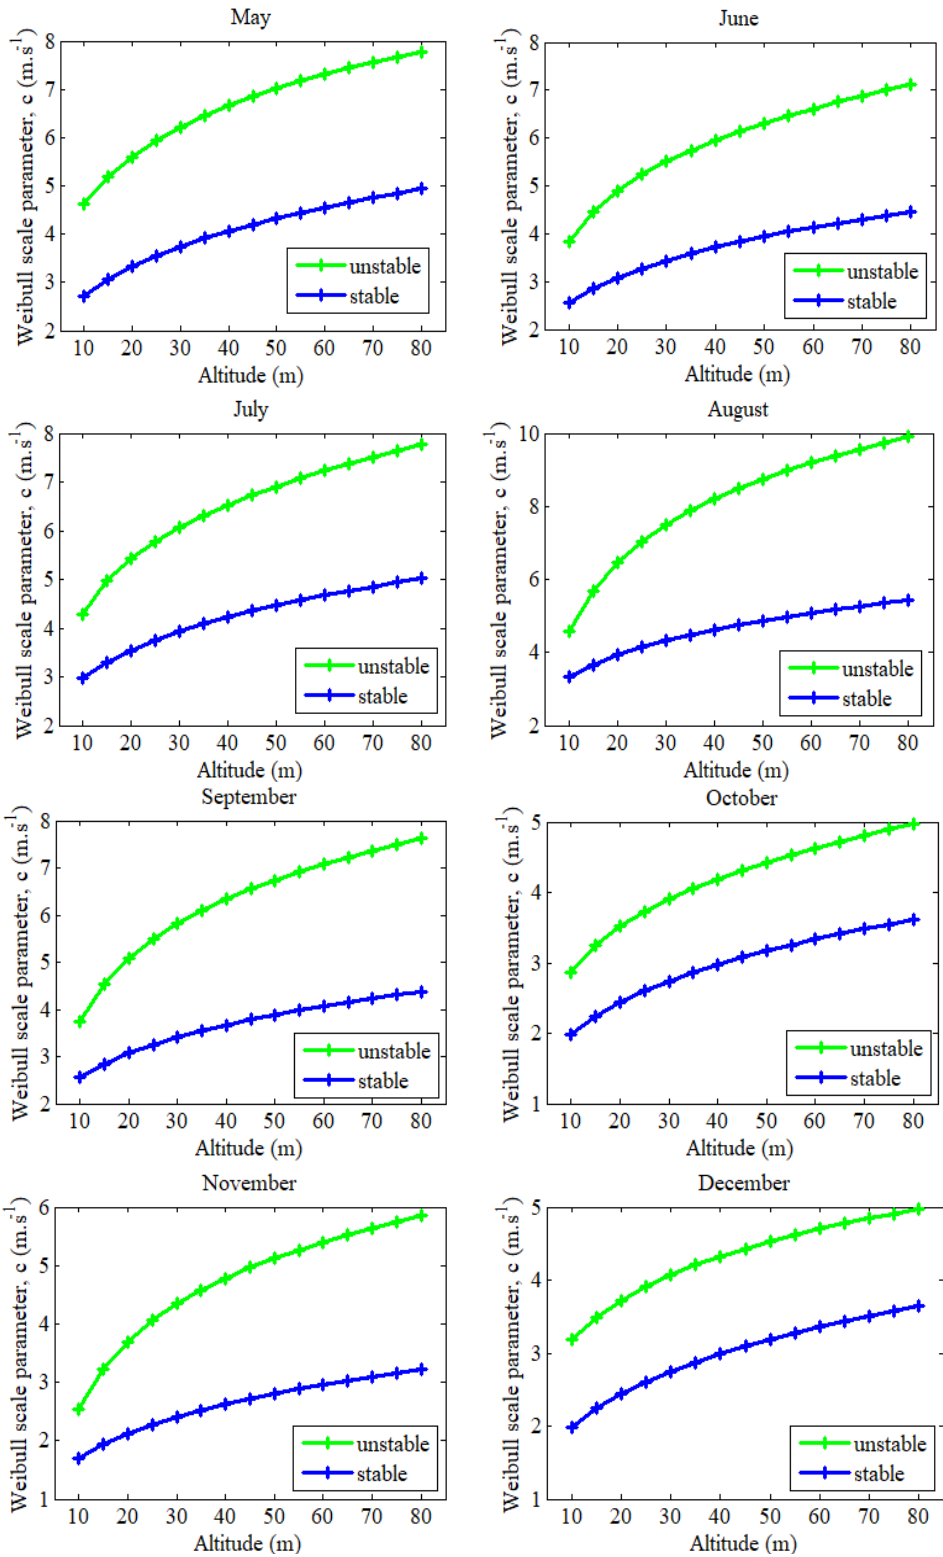 May
Weibull scale parameter, c (m.s⁻¹)
8
7
6
5
4
3
2
unstable
stable
10 20 30 40 50 60 70 80
Altitude (m)
June
Weibull scale parameter, c (m.s⁻¹)
8
7
6
5
4
3
2
unstable
stable
10 20 30 40 50 60 70 80
Altitude (m)
July
Weibull scale parameter, c (m.s⁻¹)
8
7
6
5
4
3
2
unstable
stable
10 20 30 40 50 60 70 80
Altitude (m)
August
Weibull scale parameter, c (m.s⁻¹)
10
8
6
4
2
unstable
stable
10 20 30 40 50 60 70 80
Altitude (m)
September
Weibull scale parameter, c (m.s⁻¹)
8
7
6
5
4
3
2
unstable
stable
10 20 30 40 50 60 70 80
Altitude (m)
October
Weibull scale parameter, c (m.s⁻¹)
5
4
3
2
1
unstable
stable
10 20 30 40 50 60 70 80
Altitude (m)
November
Weibull scale parameter, c (m.s⁻¹)
6
5
4
3
2
1
unstable
stable
10 20 30 40 50 60 70 80
Altitude (m)
December
Weibull scale parameter, c (m.s⁻¹)
5
4
3
2
1
unstable
stable
10 20 30 40 50 60 70 80
Altitude (m)